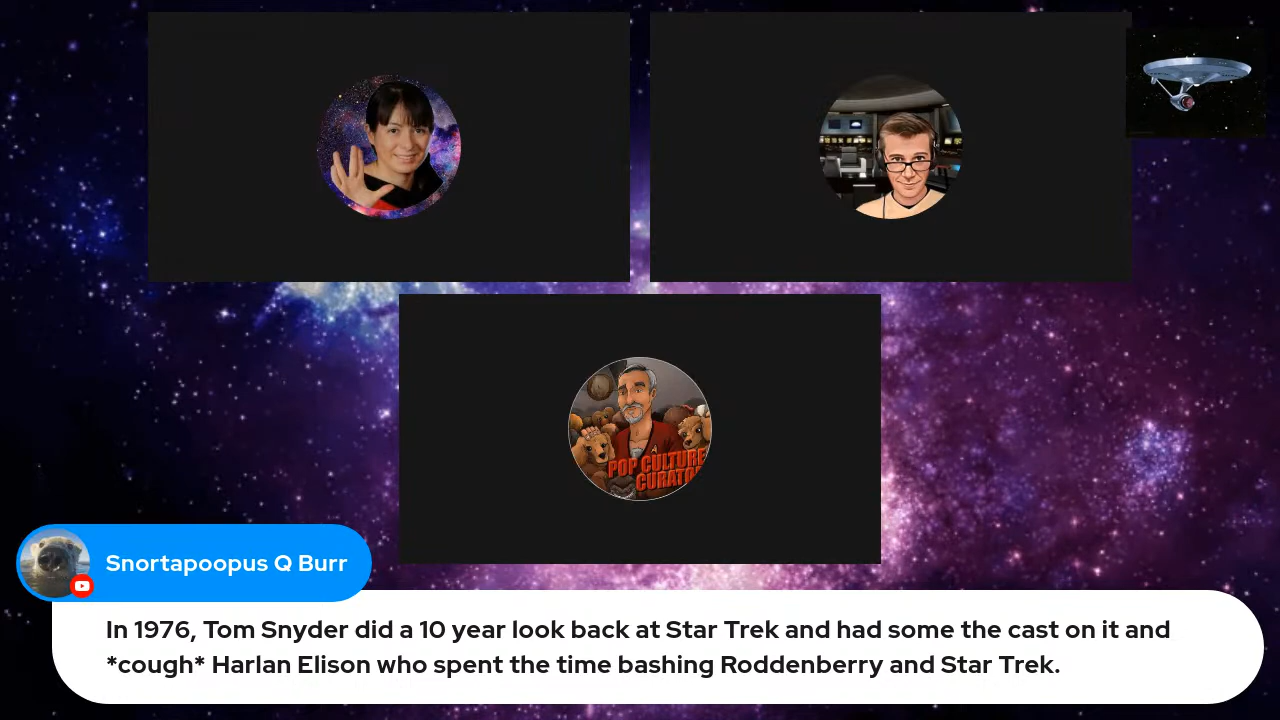 POP CULTURE
CURATO
Snortapoopus Q Burr
In 1976, Tom Snyder did a 10 year look back at Star Trek and had some the cast on it and
*cough* Harlan Elison who spent the time bashing Roddenberry and Star Trek.